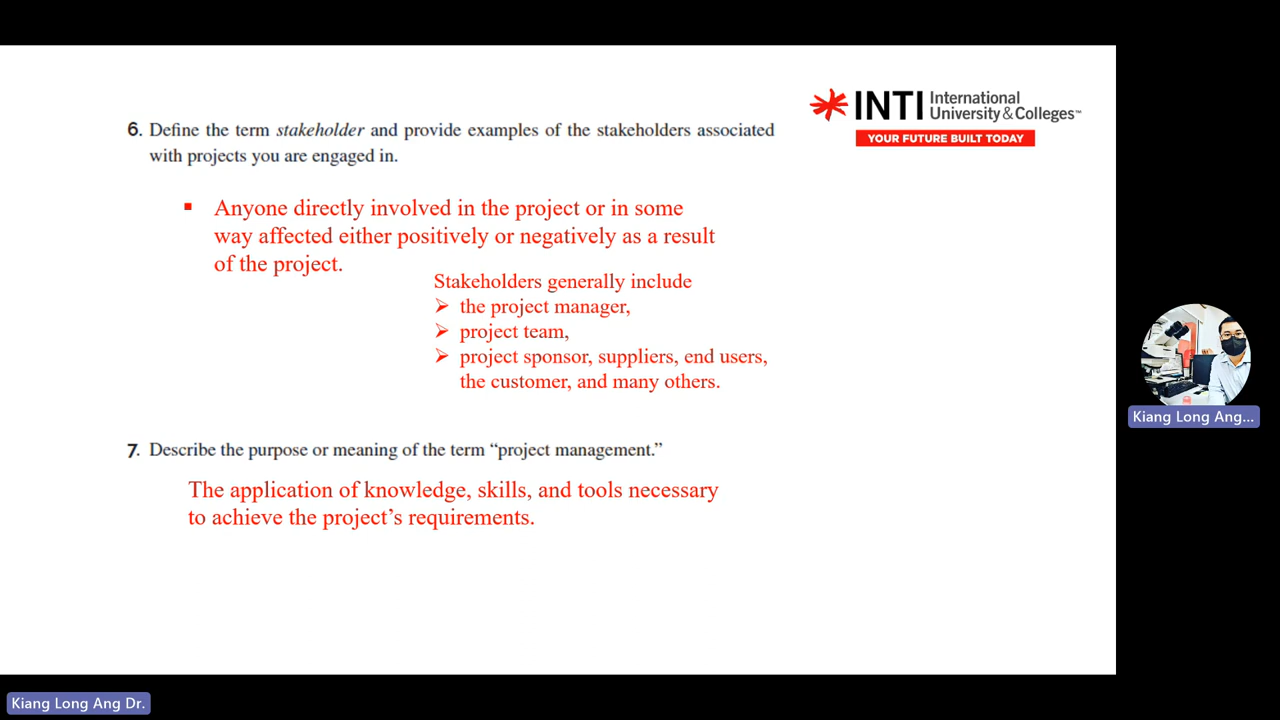 INTI International
University & Colleges™
YOUR FUTURE BUILT TODAY
6. Define the term stakeholder and provide examples of the stakeholders associated
with projects you are engaged in.
▪ Anyone directly involved in the project or in some
way affected either positively or negatively as a result
of the project.
Stakeholders generally include
➢ the project manager,
➢ project team,
➢ project sponsor, suppliers, end users,
the customer, and many others.
7. Describe the purpose or meaning of the term “project management.”
The application of knowledge, skills, and tools necessary
to achieve the project’s requirements.
Kiang Long Ang...
Kiang Long Ang Dr.